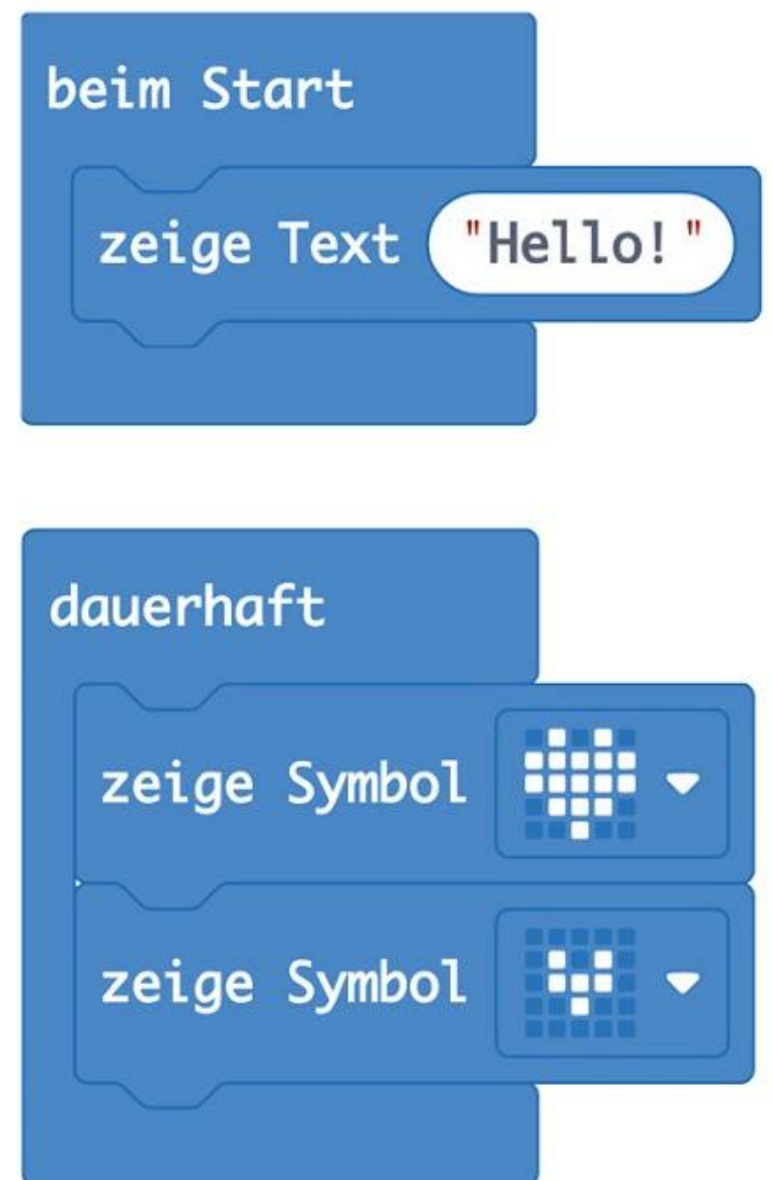 beim Start
zeige Text "Hello!"
dauerhaft
zeige Symbol
zeige Symbol